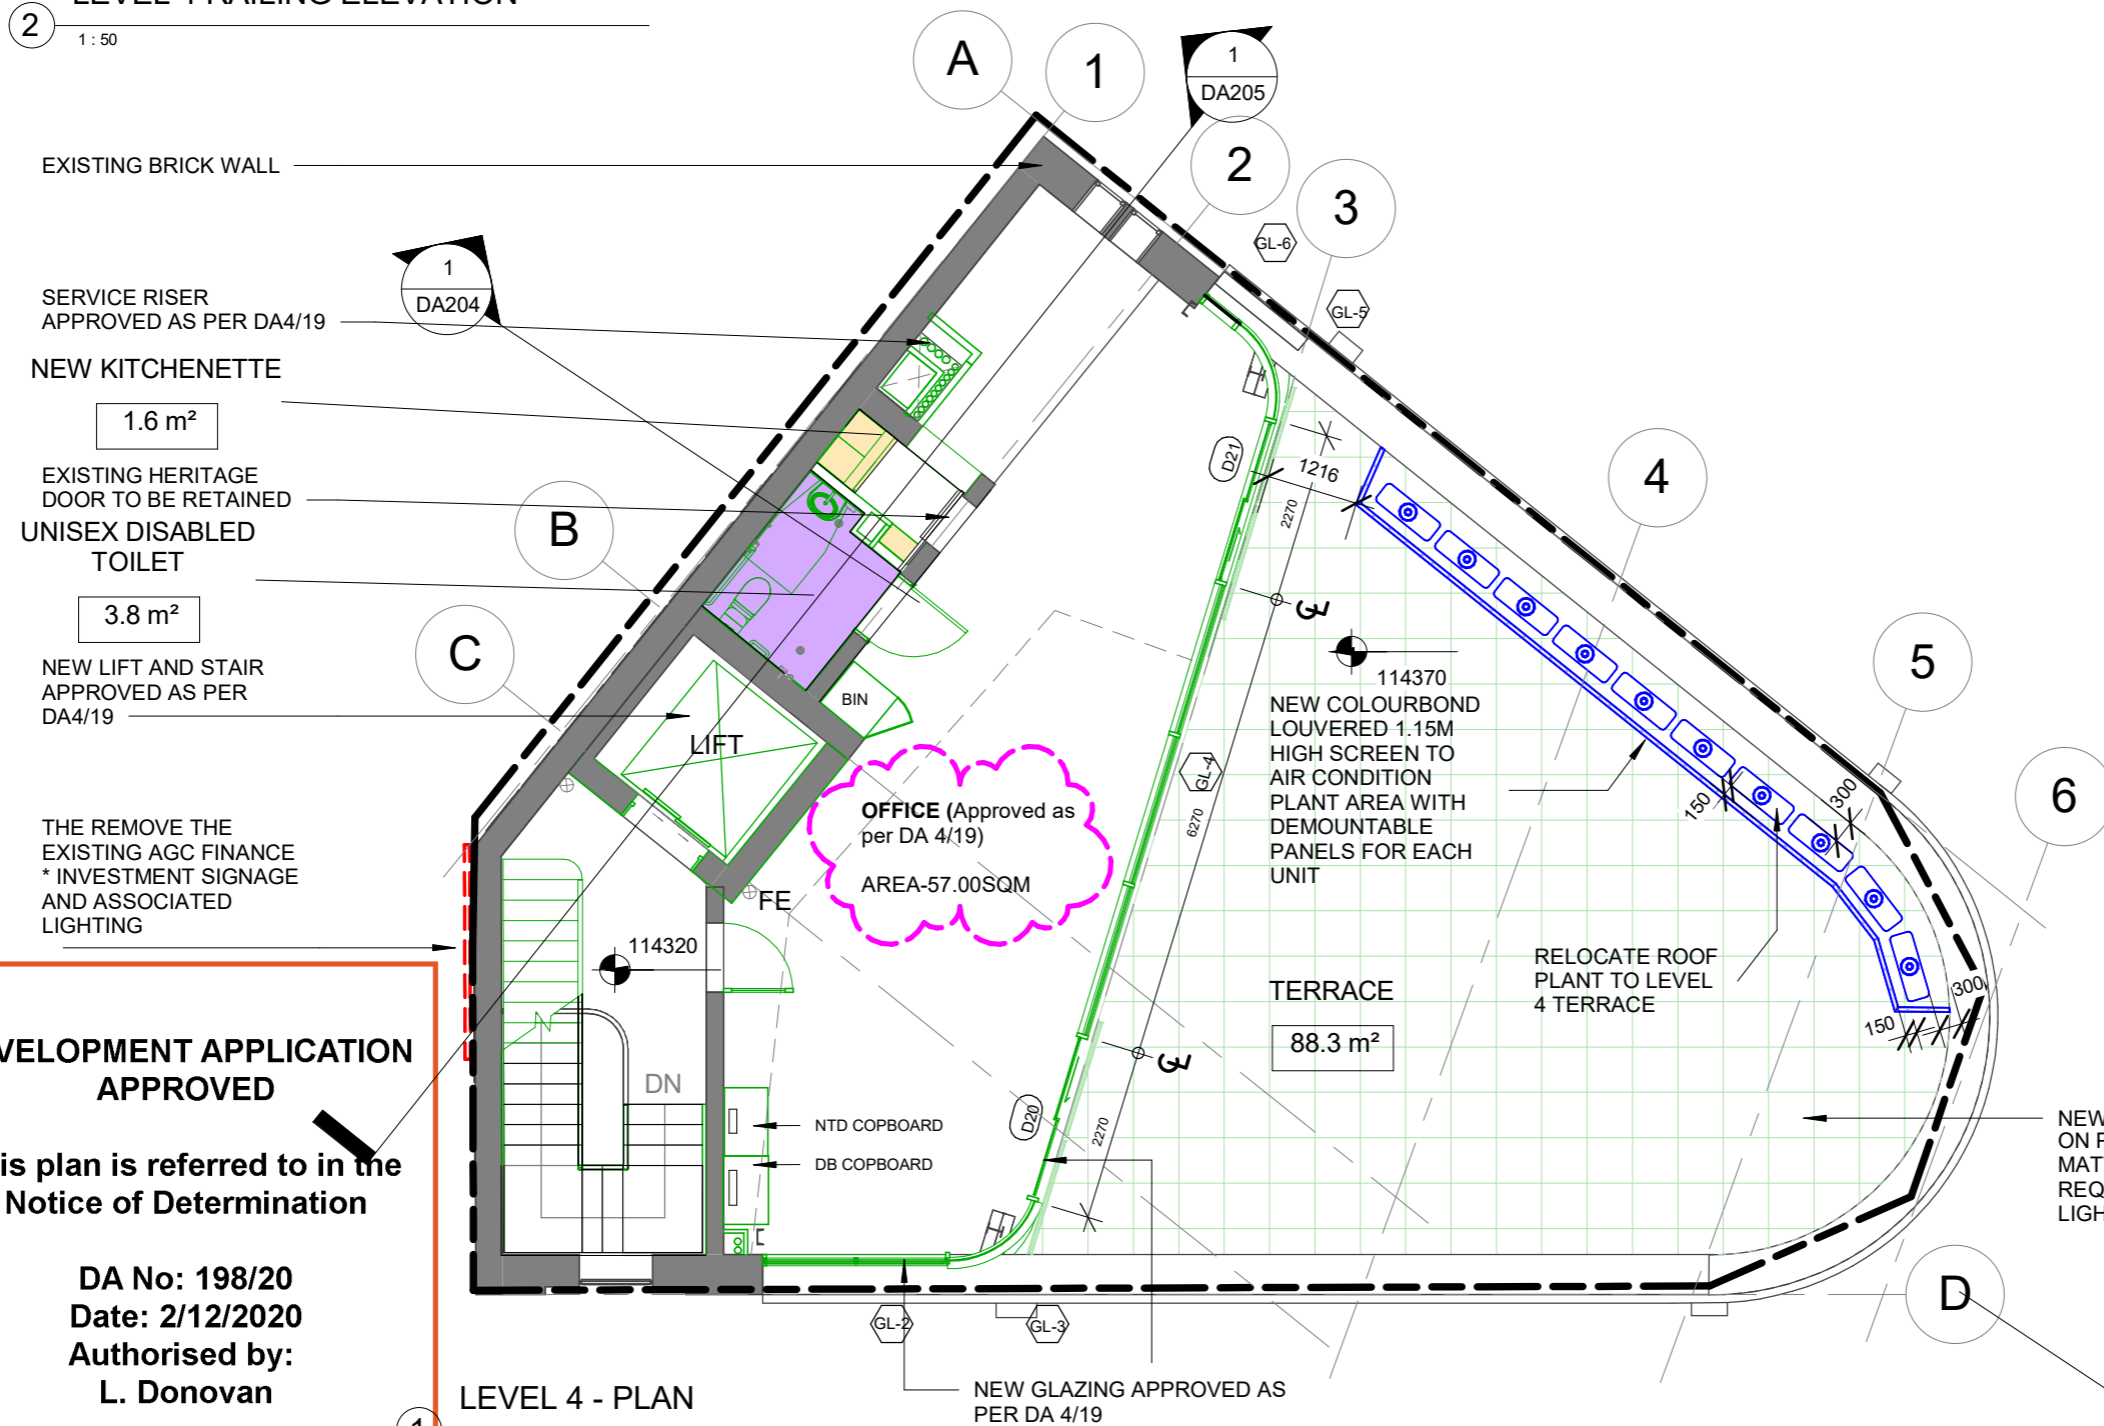 LEVEL 4 RAILING ELEVATION
2
1 : 50
A
1
1
DA205
2
3
EXISTING BRICK WALL
GL-6
GL-5
SERVICE RISER
APPROVED AS PER DA4/19
1
DA204
NEW KITCHENETTE
1.6 m²
EXISTING HERITAGE
DOOR TO BE RETAINED
UNISEX DISABLED
TOILET
3.8 m²
B
C
NEW LIFT AND STAIR
APPROVED AS PER
DA4/19
LIFT
BIN
D21
1216
2270
4
5
6
114370
NEW COLOURBOND
LOUVERED 1.15M
HIGH SCREEN TO
AIR CONDITION
PLANT AREA WITH
DEMOUNTABLE
PANELS FOR EACH
UNIT
GL-4
6270
150
300
OFFICE (Approved as
per DA 4/19)
AREA-57.00SQM
THE REMOVE THE
EXISTING AGC FINANCE
* INVESTMENT SIGNAGE
AND ASSOCIATED
LIGHTING
FE
114320
RELOCATE ROOF
PLANT TO LEVEL
4 TERRACE
TERRACE
88.3 m²
300
150
VELOPMENT APPLICATION
APPROVED
is plan is referred to in the
Notice of Determination
DA No: 198/20
Date: 2/12/2020
Authorised by:
L. Donovan
DN
NTD COPBOARD
DB COPBOARD
D20
2270
NEW
ON P
MAT
REQ
LIGH
D
GL-2
GL-3
NEW GLAZING APPROVED AS
PER DA 4/19
LEVEL 4 - PLAN
1